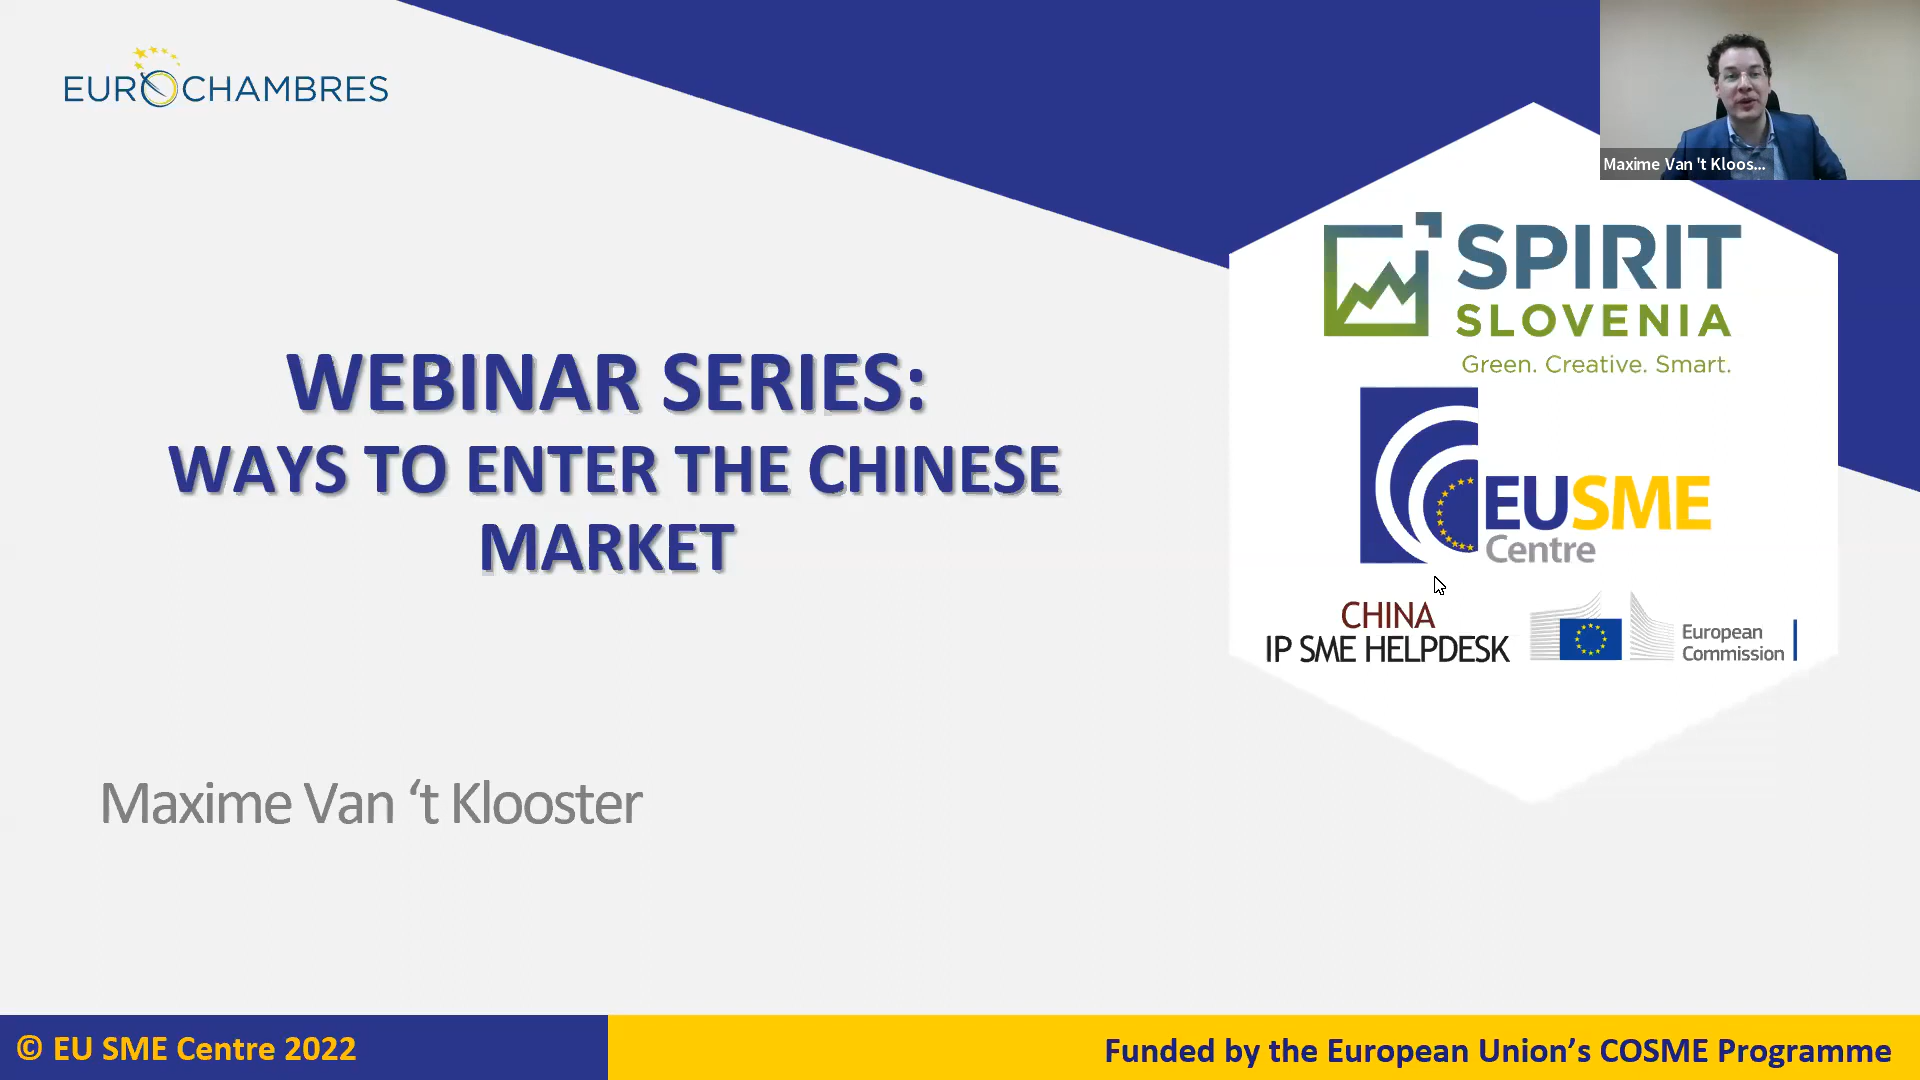 EUROCHAMBRES
Maxime Van 't Kloos...
SPIRIT
SLOVENIA
Green. Creative. Smart.
WEBINAR SERIES:
WAYS TO ENTER THE CHINESE
MARKET
EUSME
Centre
CHINA
IP SME HELPDESK
European
Commission
Maxime Van ‘t Klooster
© EU SME Centre 2022
Funded by the European Union’s COSME Programme